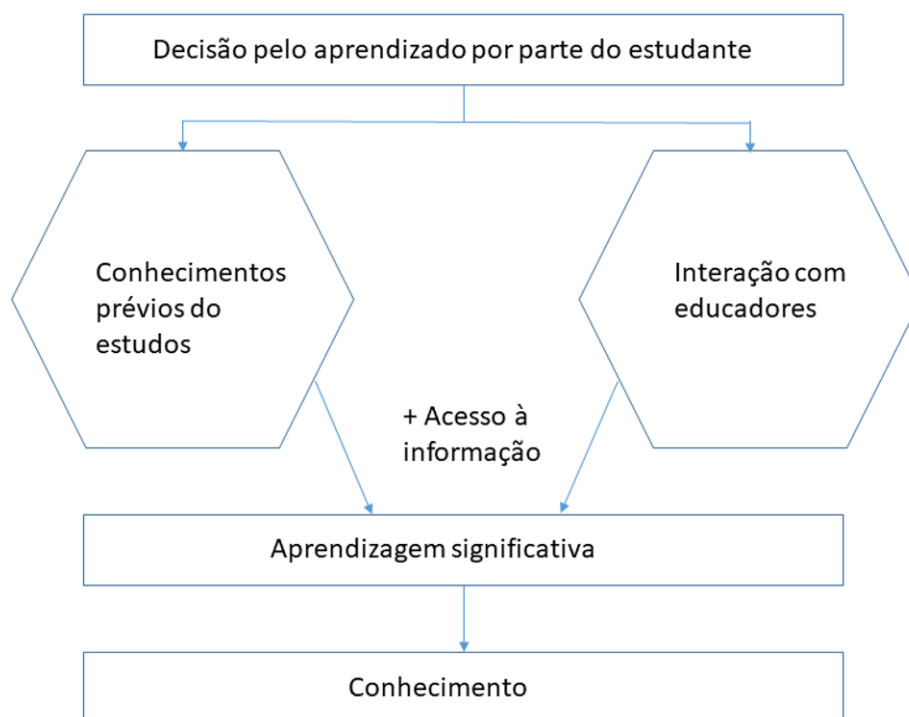 Decisão pelo aprendizado por parte do estudante
Conhecimentos
prévios do
estudos
Interação com
educadores
+ Acesso à
informação
Aprendizagem significativa
Conhecimento